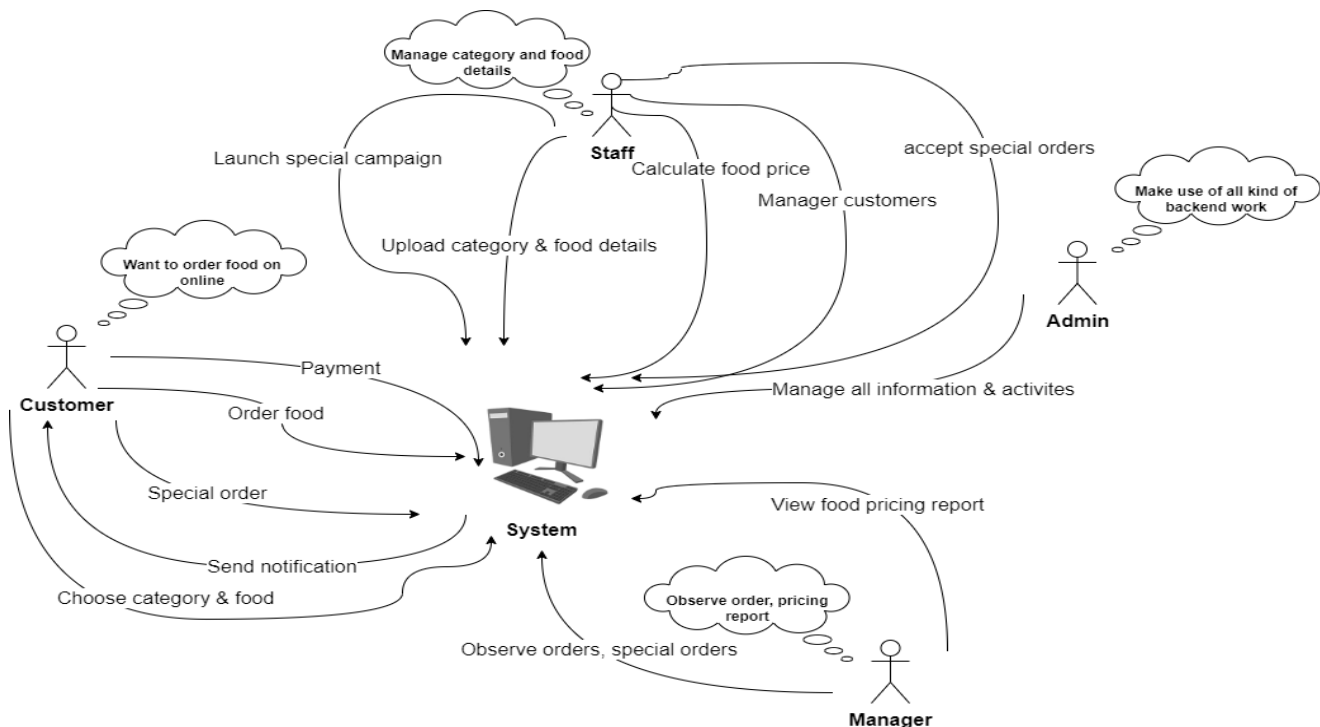 Manage category and food
details
Staff
Launch special campaign
Calculate food price
accept special orders
Manager customers
Make use of all kind of
backend work
Upload category & food details
Want to order food on
online
Admin
Customer
Payment
Manage all information & activites
Order food
Special order
View food pricing report
System
Send notification
Choose category & food
Observe order, pricing
report
Observe orders, special orders
Manager